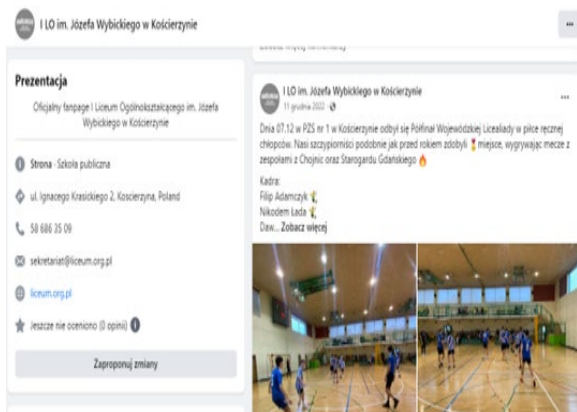 I LO im. Józefa Wybickiego w Kościerzynie
Prezentacja
Oficjalny fanpage I Liceum Ogólnokształcącego im. Józefa
Wybickiego w Kościerzynie
Strona · Szkoła publiczna
ul. Ignacego Krasickiego 2, Koscierzyna, Poland
58 686 35 09
sekretariat@liceum.org.pl
liceum.org.pl
Jeszcze nie oceniono (0 opinii)
Zaproponuj zmiany
I LO im. Józefa Wybickiego w Kościerzynie
11 grudnia 2022
Dnia 07.12 w PZS nr 1 w Kościerzynie odbył się Półfinał Wojewódzkiej Licealiady w piłce ręcznej
chłopców. Nasi szczypiorniści podobnie jak przed rokiem zdobyli 🥇 miejsce, wygrywając mecze z
zespołami z Chojnic oraz Starogardu Gdańskiego 🔥
Kadra:
Filip Adamczyk
Nikodem Łada
Daw... Zobacz więcej